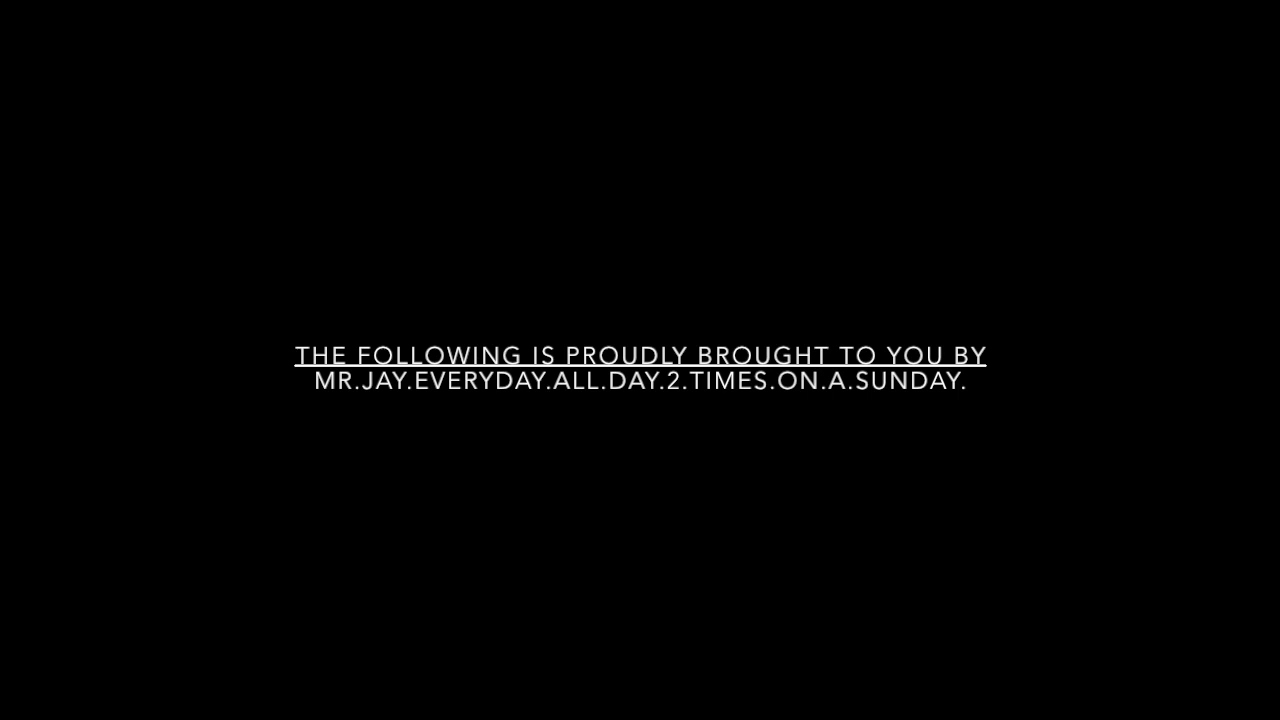 THE FOLLOWING IS PROUDLY BROUGHT TO YOU BY
MR.JAY.EVERYDAY.ALL.DAY.2.TIMES.ON.A.SUNDAY.